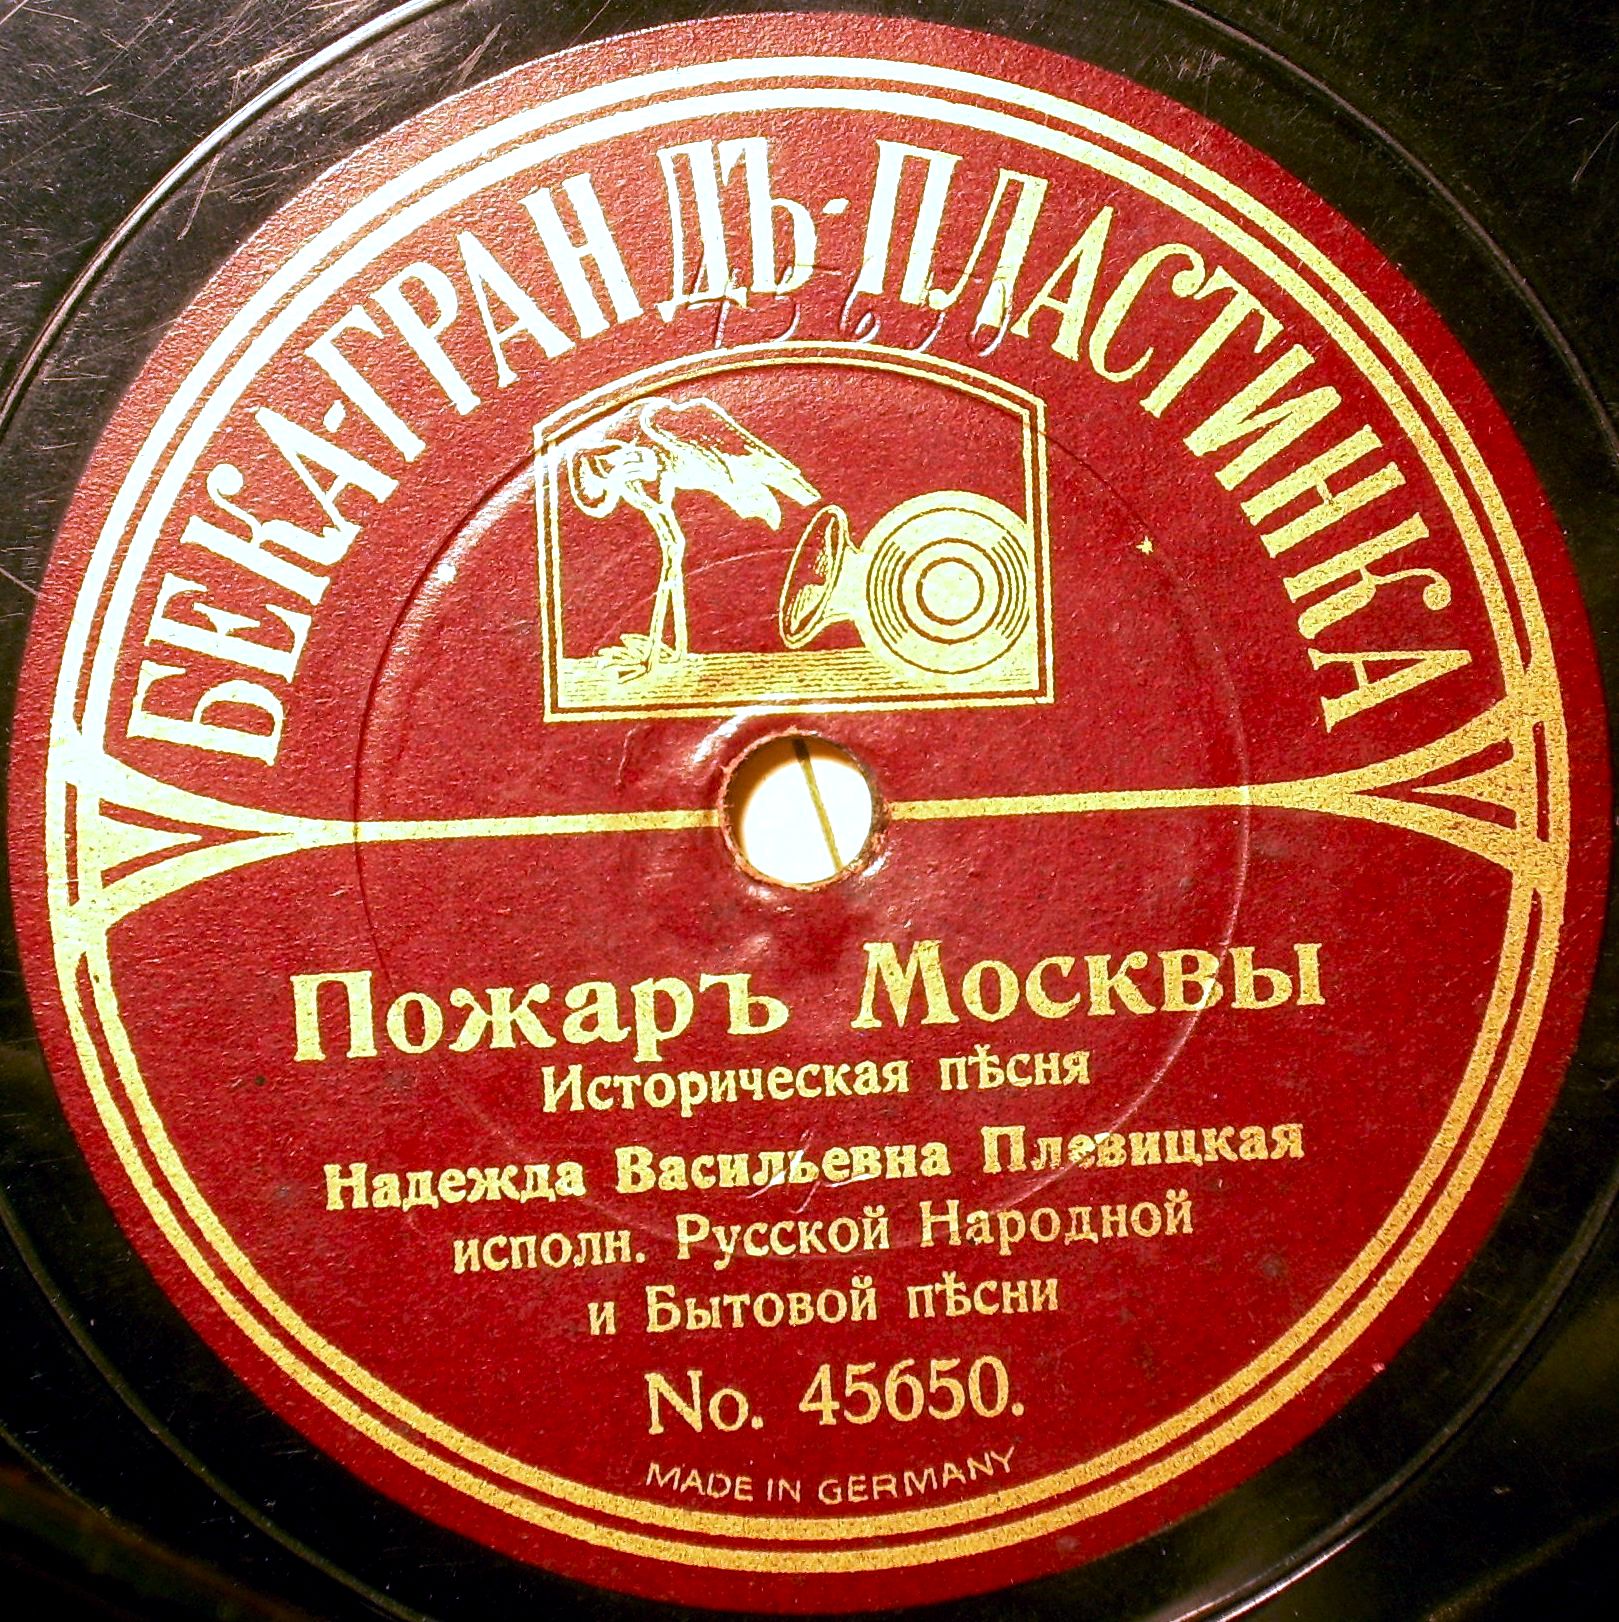 БЕКА-ГРАНДЪ-ПЛАСТИНКА
45650
Пожаръ Москвы
Историческая пѣсня
Надежда Васильевна Плевицкая
исполн. Русской Народной
и Бытовой пѣсни
No. 45650.
MADE IN GERMANY